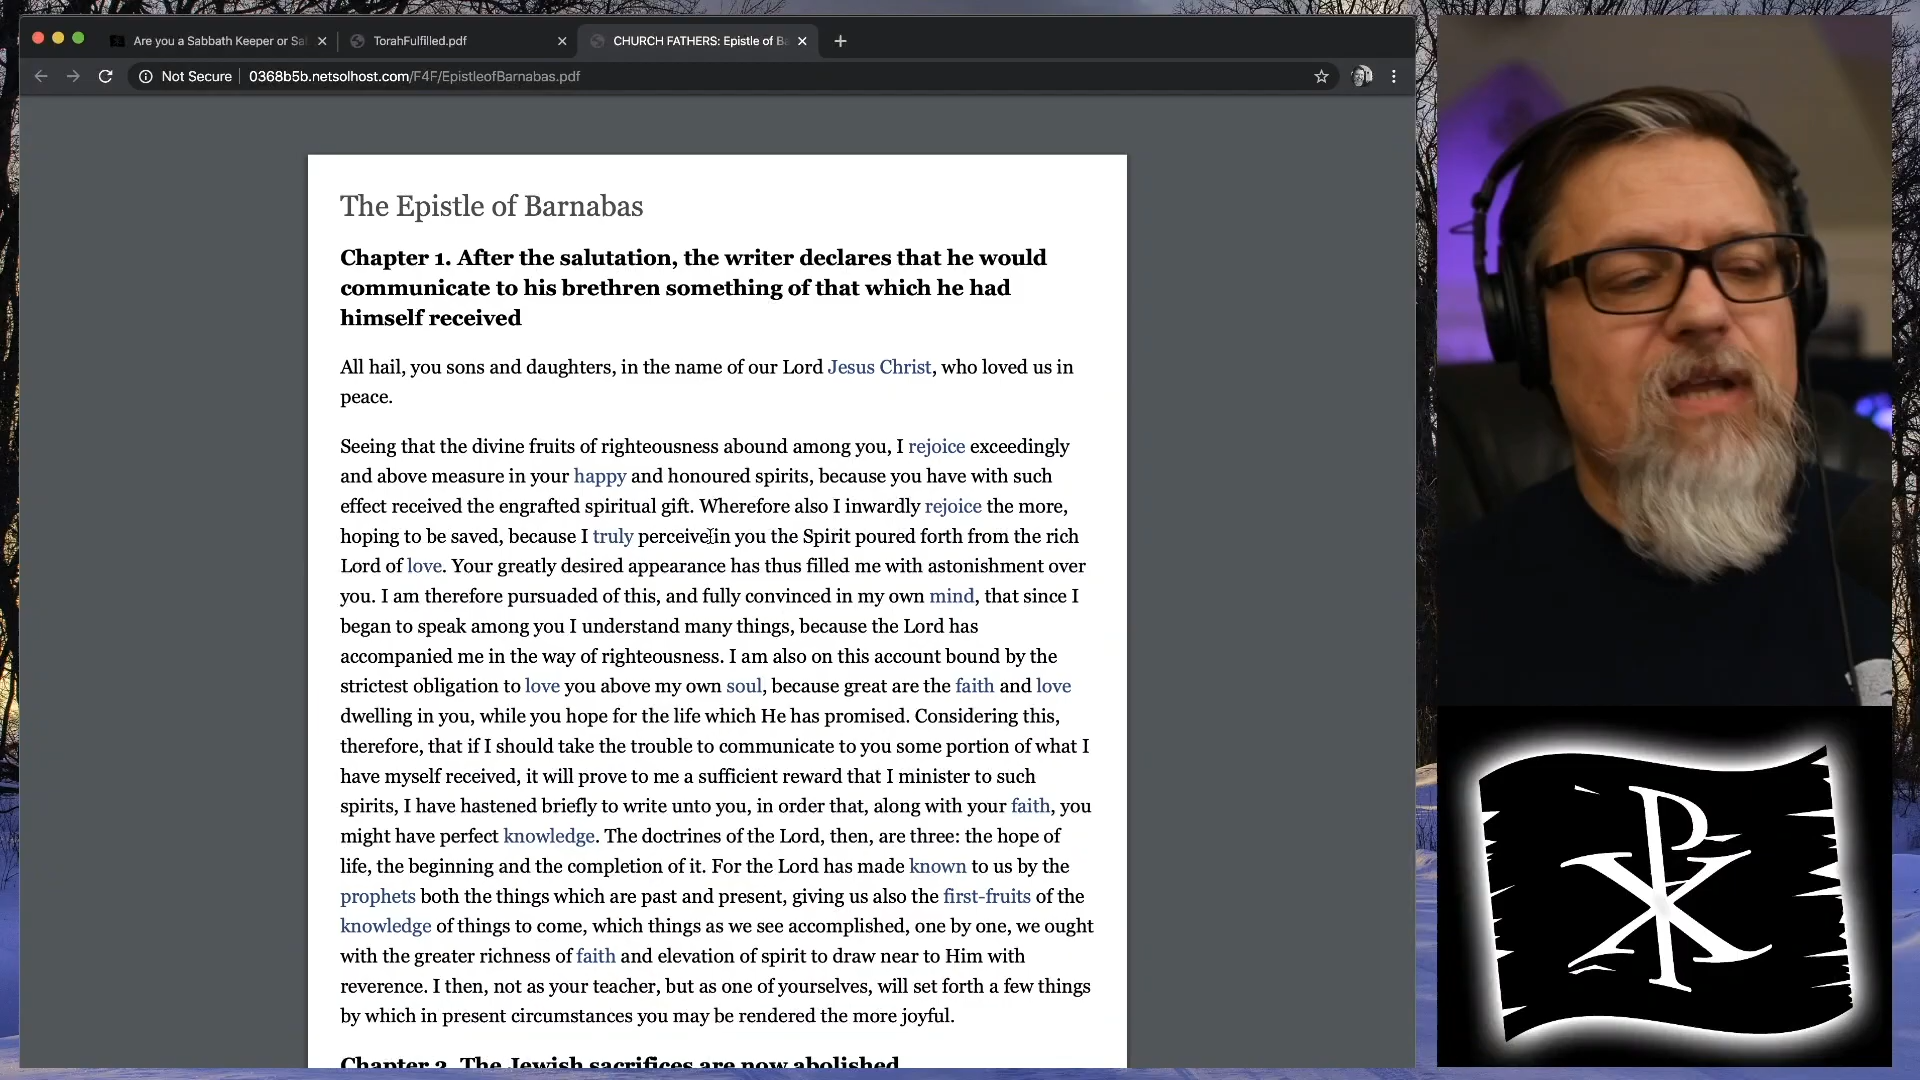 Are you a Sabbath Keeper or Sa
TorahFulfilled.pdf
CHURCH FATHERS: Epistle of Ba
Not Secure
0368b5b.netsolhost.com/F4F/EpistleofBarnabas.pdf
The Epistle of Barnabas
Chapter 1. After the salutation, the writer declares that he would
communicate to his brethren something of that which he had
himself received
All hail, you sons and daughters, in the name of our Lord Jesus Christ, who loved us in
peace.
Seeing that the divine fruits of righteousness abound among you, I rejoice exceedingly
and above measure in your happy and honoured spirits, because you have with such
effect received the engrafted spiritual gift. Wherefore also I inwardly rejoice the more,
hoping to be saved, because I truly perceive in you the Spirit poured forth from the rich
Lord of love. Your greatly desired appearance has thus filled me with astonishment over
you. I am therefore pursuaded of this, and fully convinced in my own mind, that since I
began to speak among you I understand many things, because the Lord has
accompanied me in the way of righteousness. I am also on this account bound by the
strictest obligation to love you above my own soul, because great are the faith and love
dwelling in you, while you hope for the life which He has promised. Considering this,
therefore, that if I should take the trouble to communicate to you some portion of what I
have myself received, it will prove to me a sufficient reward that I minister to such
spirits, I have hastened briefly to write unto you, in order that, along with your faith, you
might have perfect knowledge. The doctrines of the Lord, then, are three: the hope of
life, the beginning and the completion of it. For the Lord has made known to us by the
prophets both the things which are past and present, giving us also the first-fruits of the
knowledge of things to come, which things as we see accomplished, one by one, we ought
with the greater richness of faith and elevation of spirit to draw near to Him with
reverence. I then, not as your teacher, but as one of yourselves, will set forth a few things
by which in present circumstances you may be rendered the more joyful.
Chapter 2. The Jewish sacrifices are now abolished